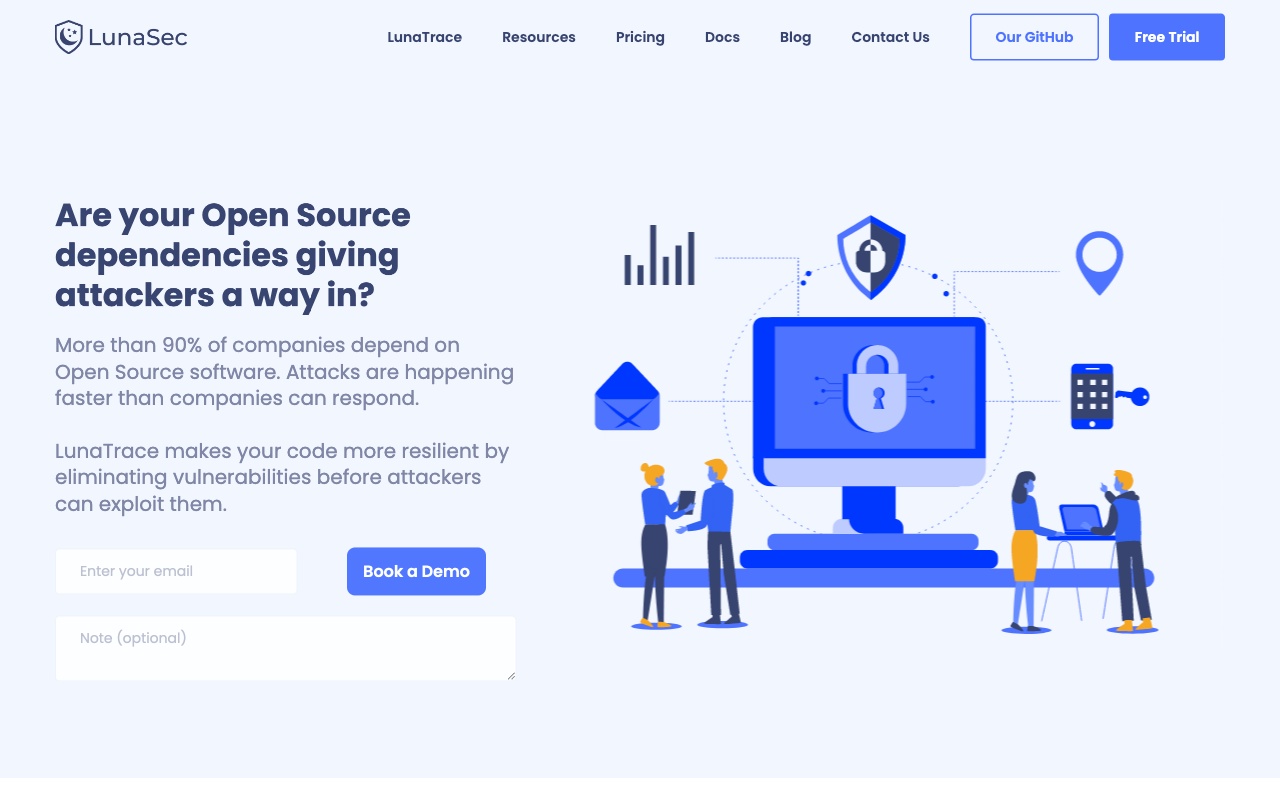 LunaSec
LunaTrace
Resources
Pricing
Docs
Blog
Contact Us
Our GitHub
Free Trial
Are your Open Source
dependencies giving
attackers a way in?
More than 90% of companies depend on
Open Source software. Attacks are happening
faster than companies can respond.
LunaTrace makes your code more resilient by
eliminating vulnerabilities before attackers
can exploit them.
Enter your email
Book a Demo
Note (optional)